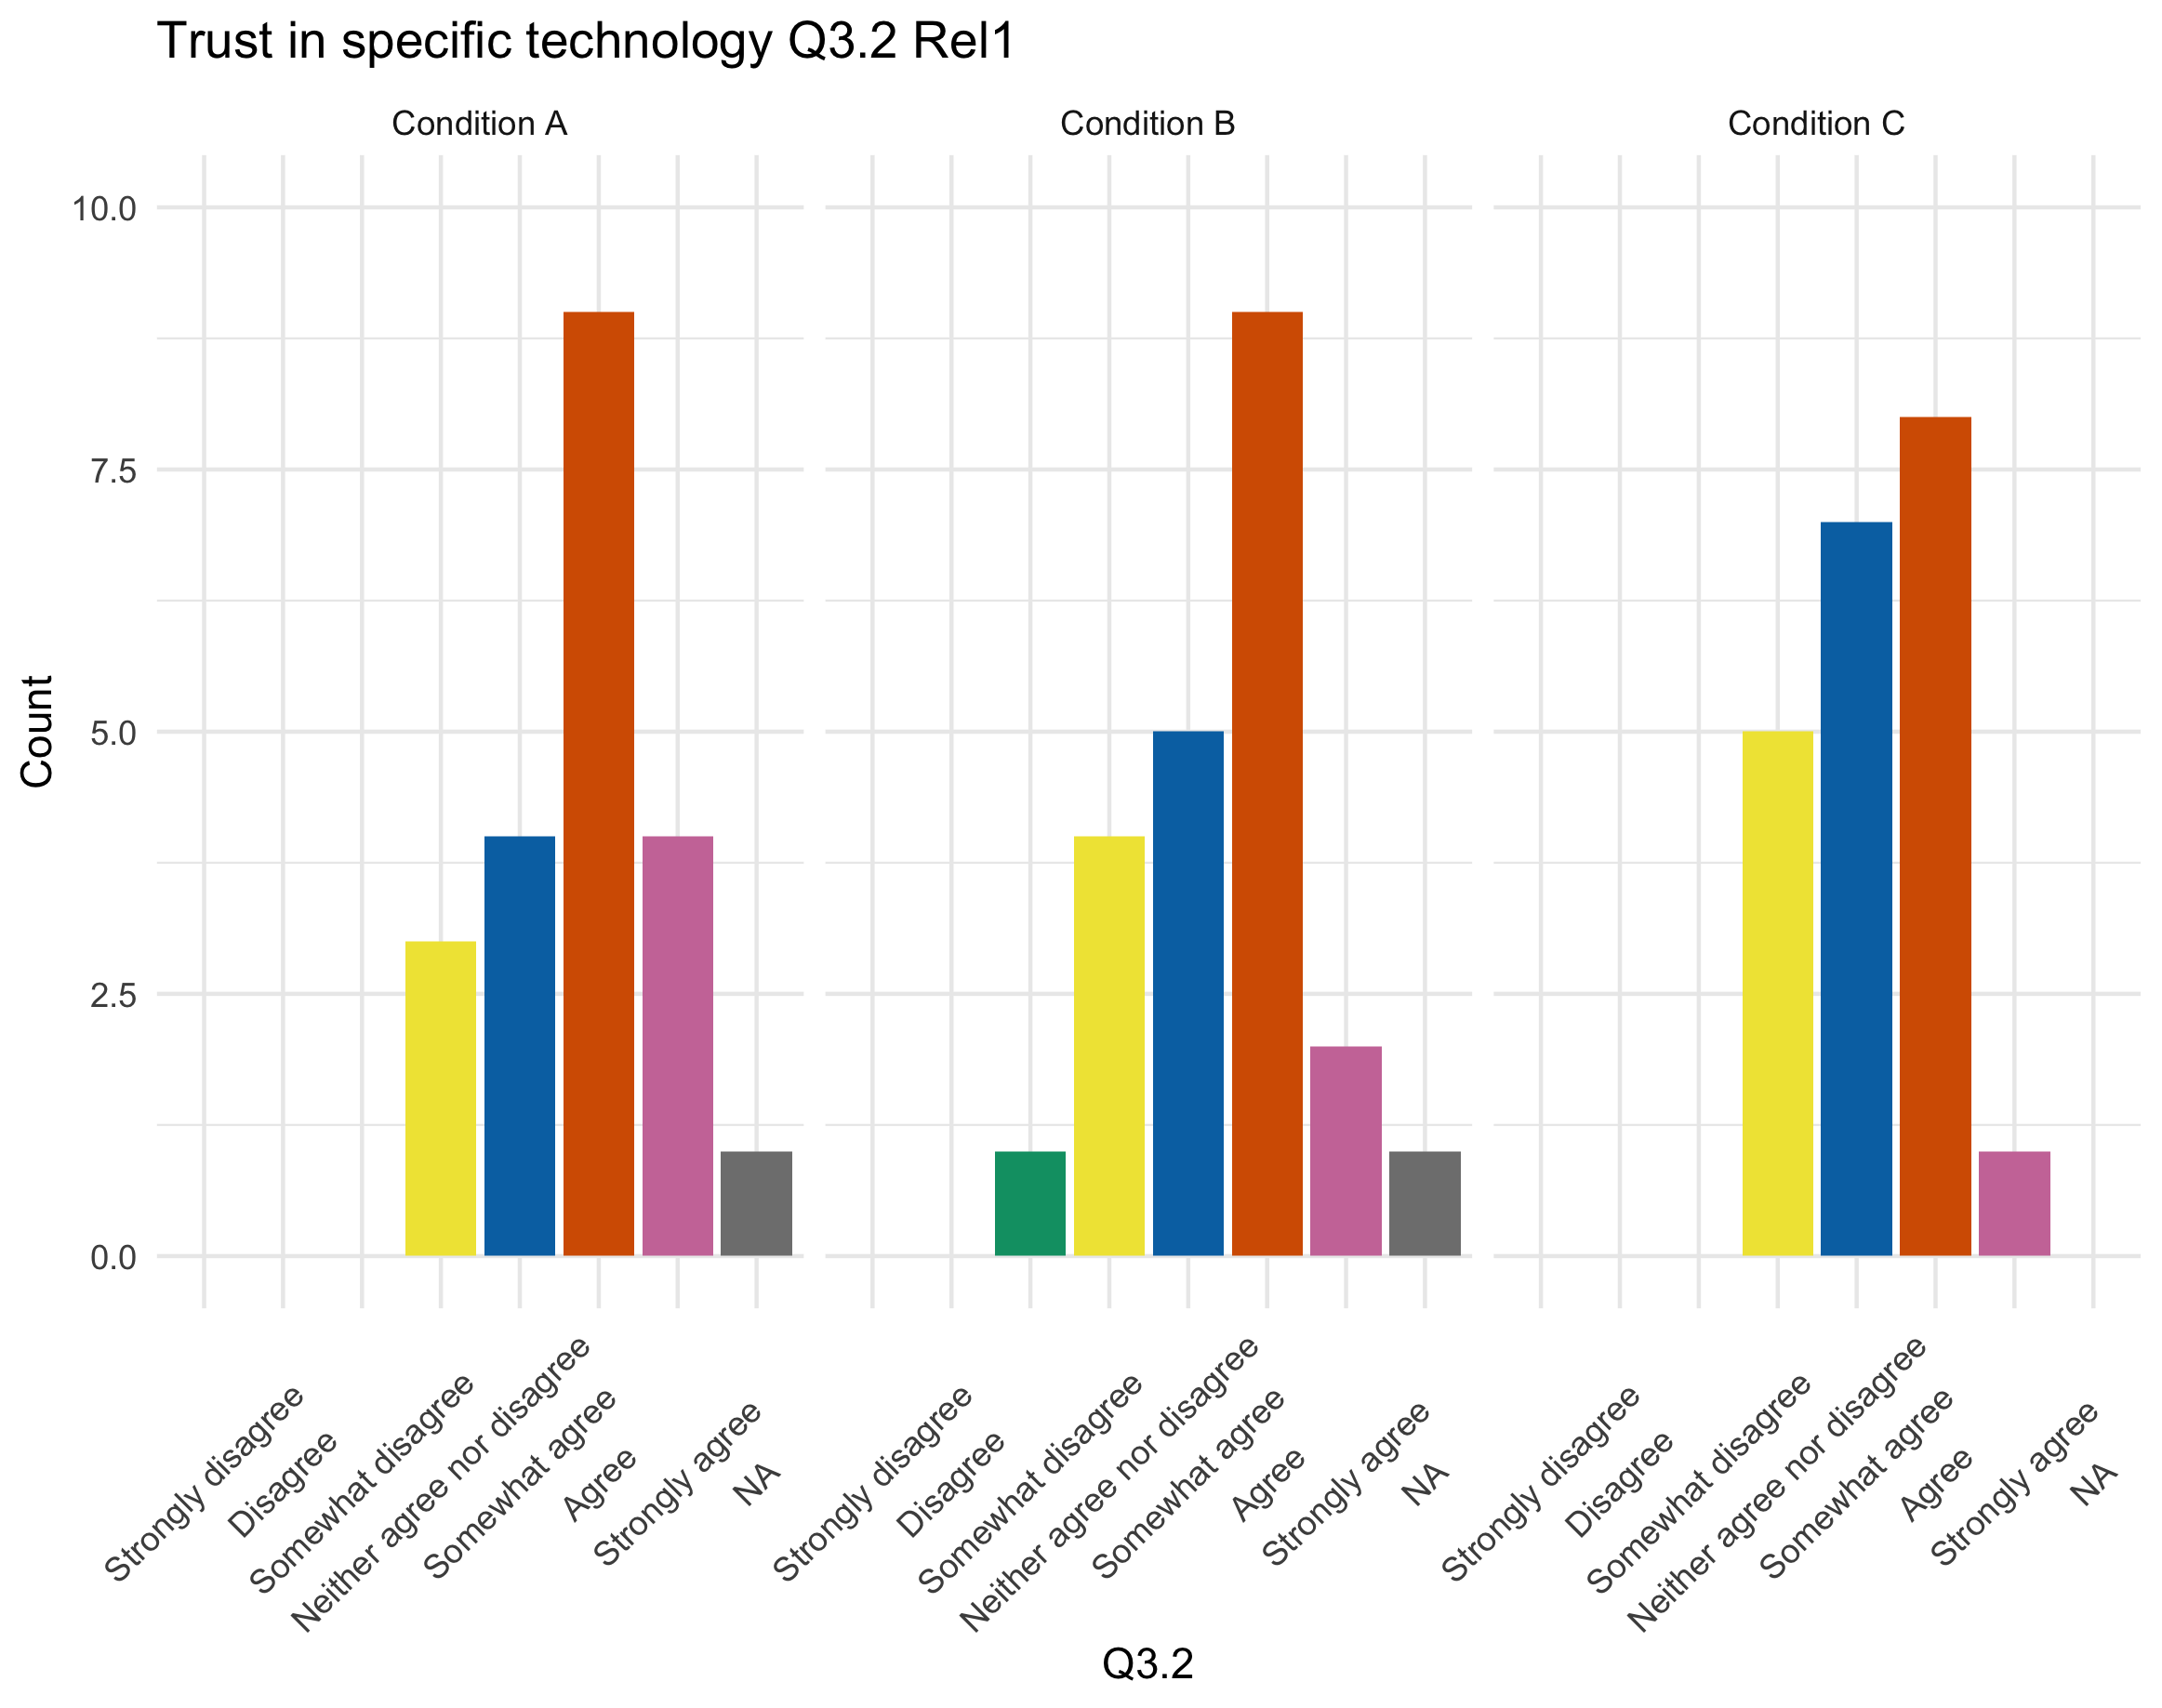 Trust in specific technology Q3.2 Rel1
Condition A
Condition B
Condition C
10.0
7.5
5.0
2.5
0.0
Count
Strongly disagree
Disagree
Somewhat disagree
Neither agree nor disagree
Somewhat agree
Agree
Strongly agree
NA
Strongly disagree
Disagree
Somewhat disagree
Neither agree nor disagree
Somewhat agree
Agree
Strongly agree
NA
Strongly disagree
Disagree
Somewhat disagree
Neither agree nor disagree
Somewhat agree
Agree
Strongly agree
NA
Q3.2